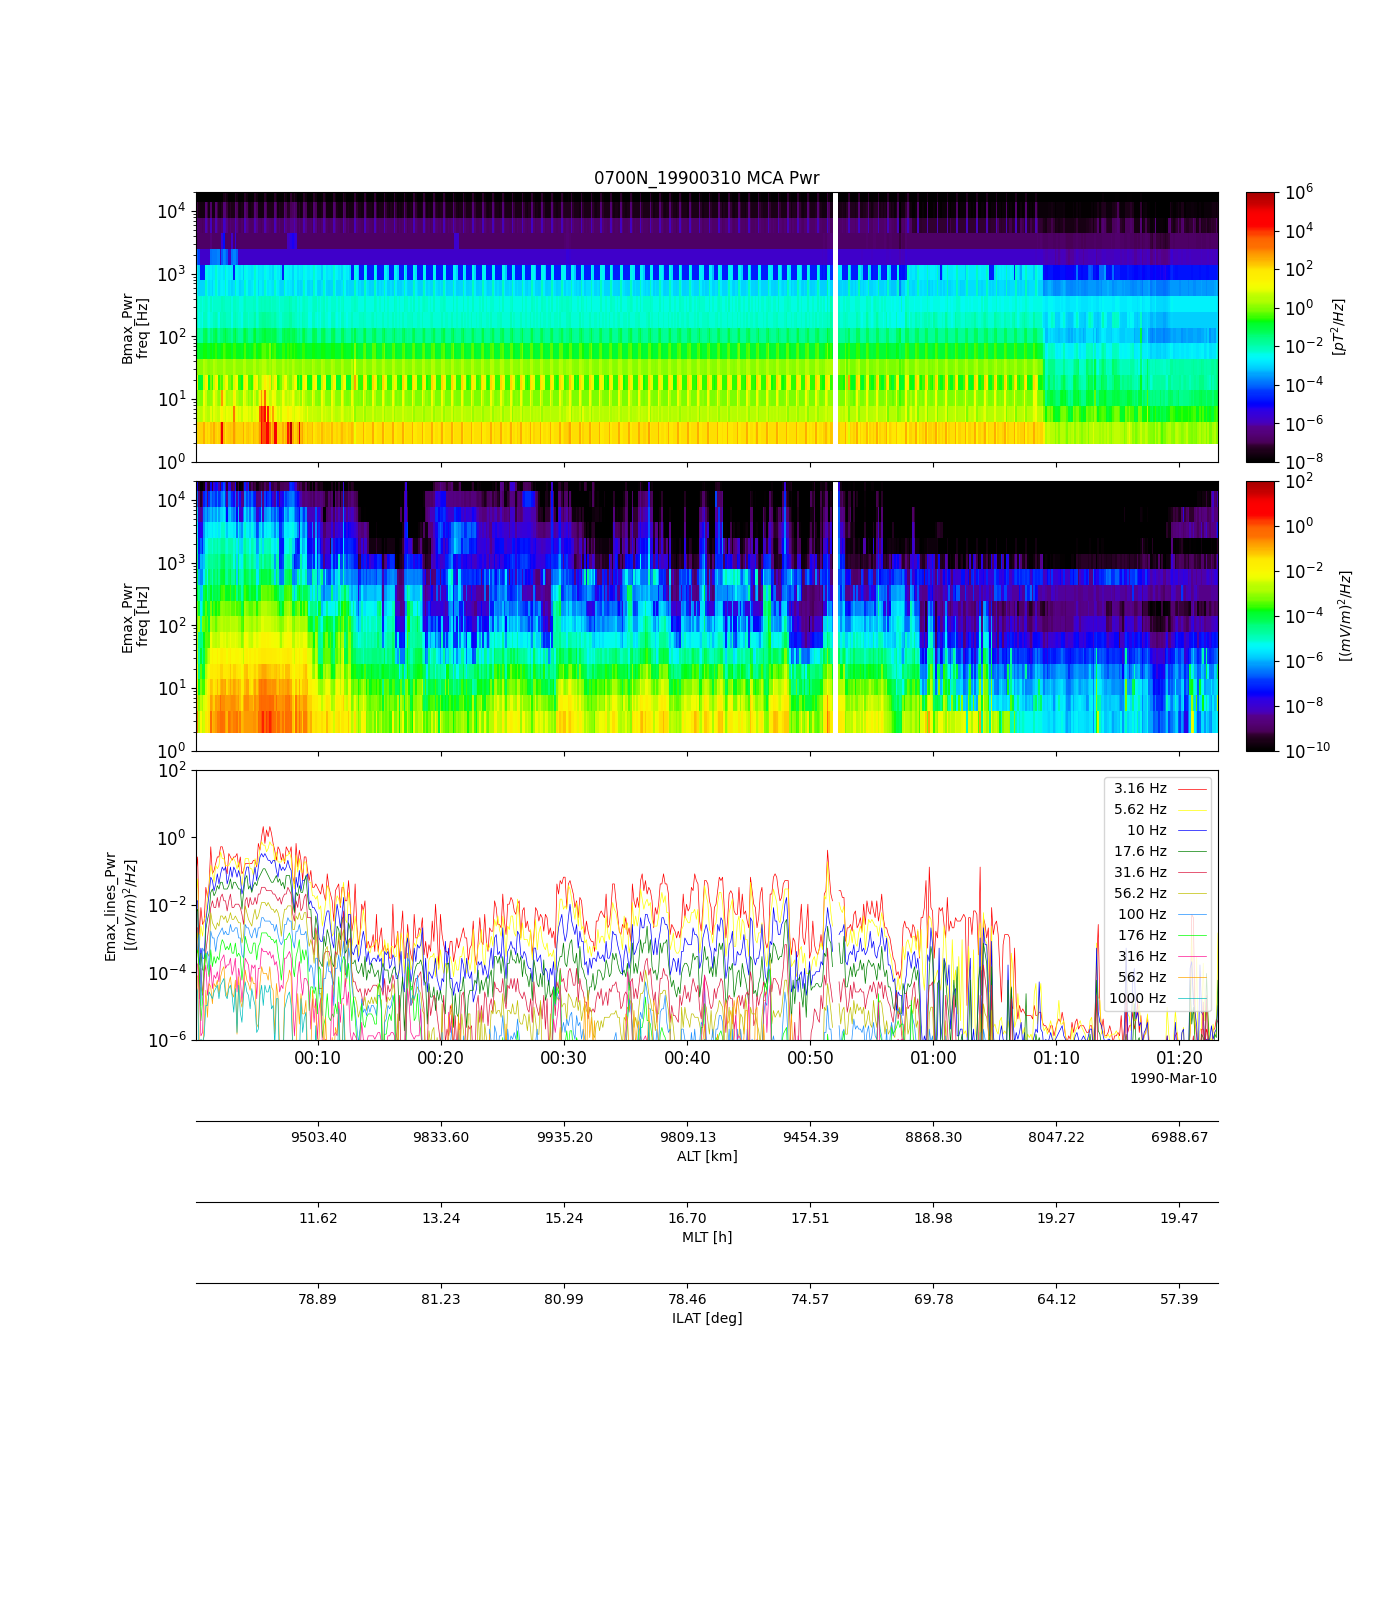 0700N_19900310 MCA Pwr
10^4
10^3
10^2
10^1
10^0
Bmax_Pwr
freq [Hz]
10^6
10^4
10^2
10^0
10^-2
10^-4
10^-6
10^-8
[pT^2/Hz]
10^4
10^3
10^2
10^1
10^0
Emax_Pwr
freq [Hz]
10^2
10^0
10^-2
10^-4
10^-6
10^-8
10^-10
[(mV/m)^2/Hz]
10^2
10^0
10^-2
10^-4
10^-6
Emax_lines_Pwr
[(mV/m)^2/Hz]
3.16 Hz
5.62 Hz
10 Hz
17.6 Hz
31.6 Hz
56.2 Hz
100 Hz
176 Hz
316 Hz
562 Hz
1000 Hz
00:10 00:20 00:30 00:40 00:50 01:00 01:10 01:20
1990-Mar-10
9503.40 9833.60 9935.20 9809.13 9454.39 8868.30 8047.22 6988.67
ALT [km]
11.62 13.24 15.24 16.70 17.51 18.98 19.27 19.47
MLT [h]
78.89 81.23 80.99 78.46 74.57 69.78 64.12 57.39
ILAT [deg]